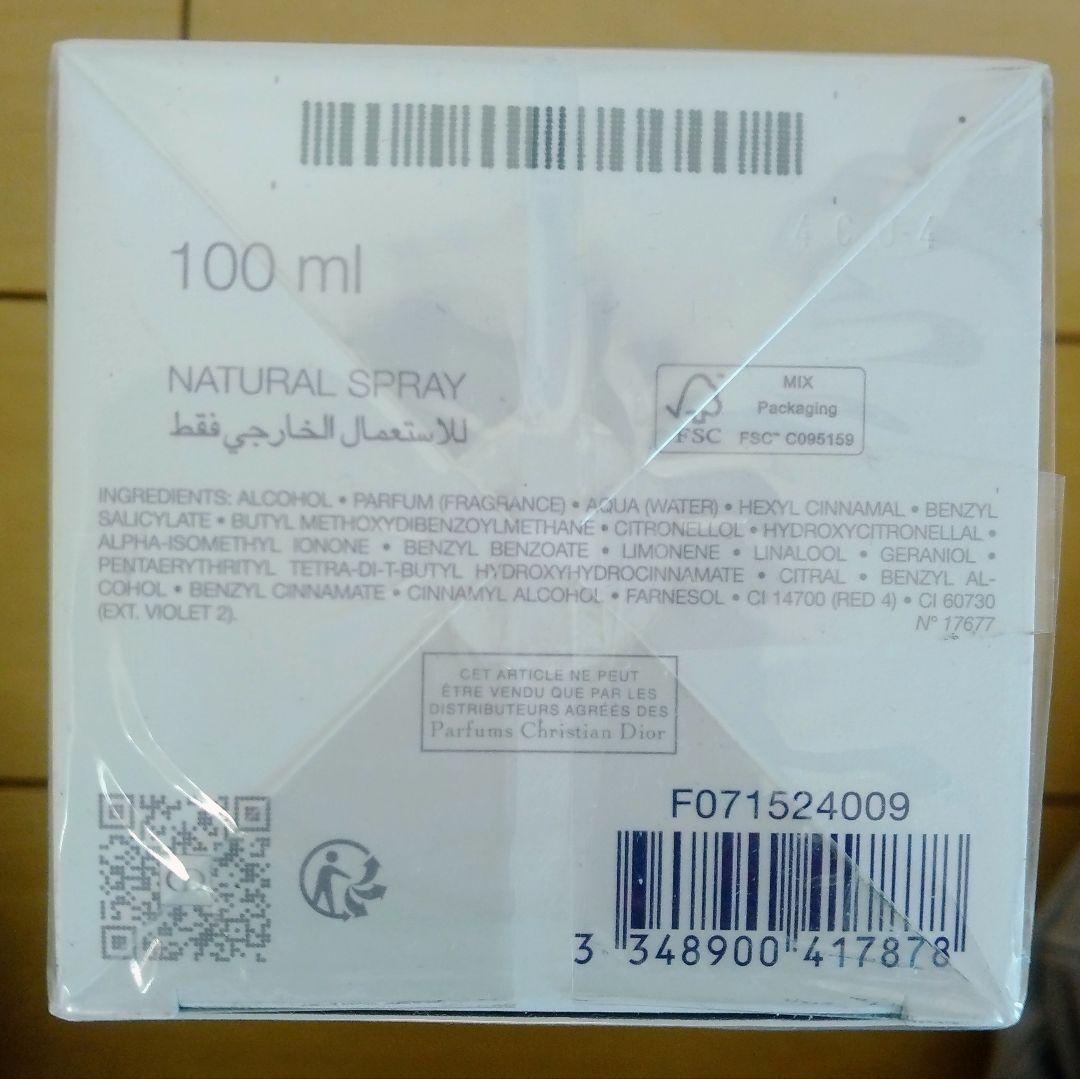 4C04
100 ml
NATURAL SPRAY
للاستعمال الخارجي فقط
FSC
MIX
Packaging
FSC™ C095159
INGREDIENTS: ALCOHOL • PARFUM (FRAGRANCE) • AQUA (WATER) • HEXYL CINNAMAL • BENZYL
SALICYLATE • BUTYL METHOXYDIBENZOYLMETHANE • CITRONELLOL • HYDROXYCITRONELLAL •
ALPHA-ISOMETHYL IONONE • BENZYL BENZOATE • LIMONENE • LINALOOL • GERANIOL •
PENTAERYTHRITYL TETRA-DI-T-BUTYL HYDROXYHYDROCINNAMATE • CITRAL • BENZYL AL-
COHOL • BENZYL CINNAMATE • CINNAMYL ALCOHOL • FARNESOL • CI 14700 (RED 4) • CI 60730
(EXT. VIOLET 2).
N° 17677
CET ARTICLE NE PEUT
ÊTRE VENDU QUE PAR LES
DISTRIBUTEURS AGRÉÉS DES
Parfums Christian Dior
F071524009
3 348900 417878